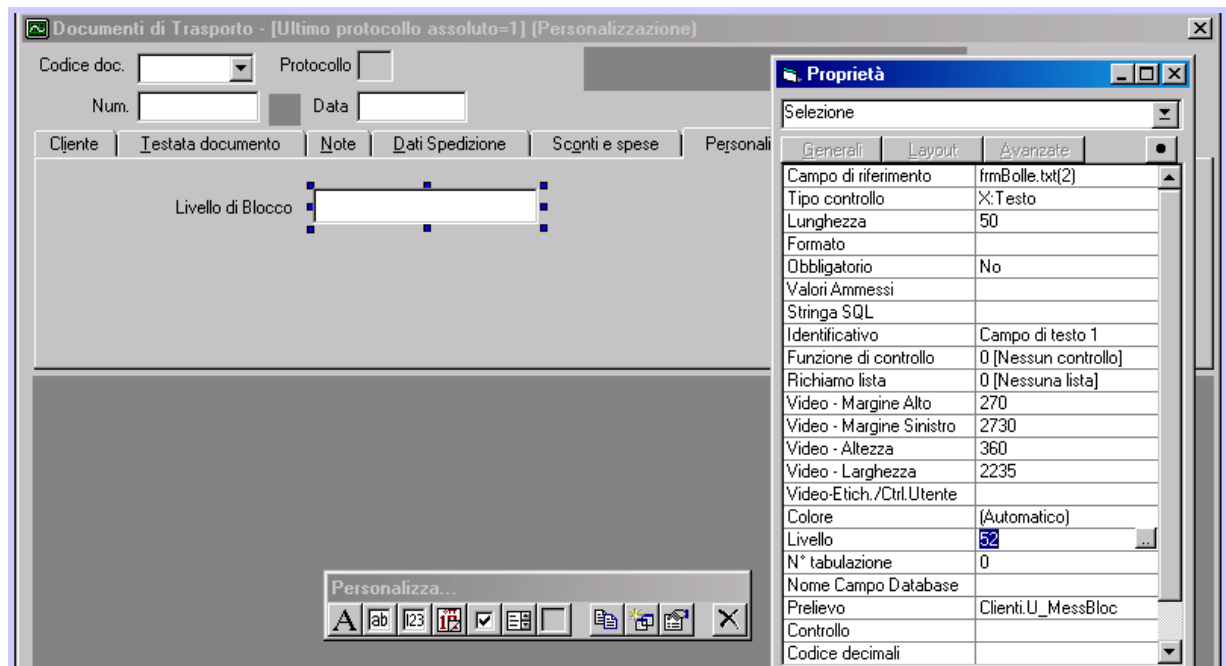 Documenti di Trasporto - [Ultimo protocollo assoluto=1] (Personalizzazione)
Codice doc. Protocollo
Num. Data
Cliente Testata documento Note Dati Spedizione Sconti e spese Personali
Livello di Blocco
Proprietà
Selezione
Generali Layout Avanzate
Campo di riferimento frmBolle.txt(2)
Tipo controllo X:Testo
Lunghezza 50
Formato
Obbligatorio No
Valori Ammessi
Stringa SQL
Identificativo Campo di testo 1
Funzione di controllo 0 [Nessun controllo]
Richiamo lista 0 [Nessuna lista]
Video - Margine Alto 270
Video - Margine Sinistro 2730
Video - Altezza 360
Video - Larghezza 2235
Video-Etich./Ctrl.Utente
Colore (Automatico)
Livello 52 ..
N° tabulazione 0
Nome Campo Database
Prelievo Clienti.U_MessBloc
Controllo
Codice decimali
Personalizza...
A ab 123 12